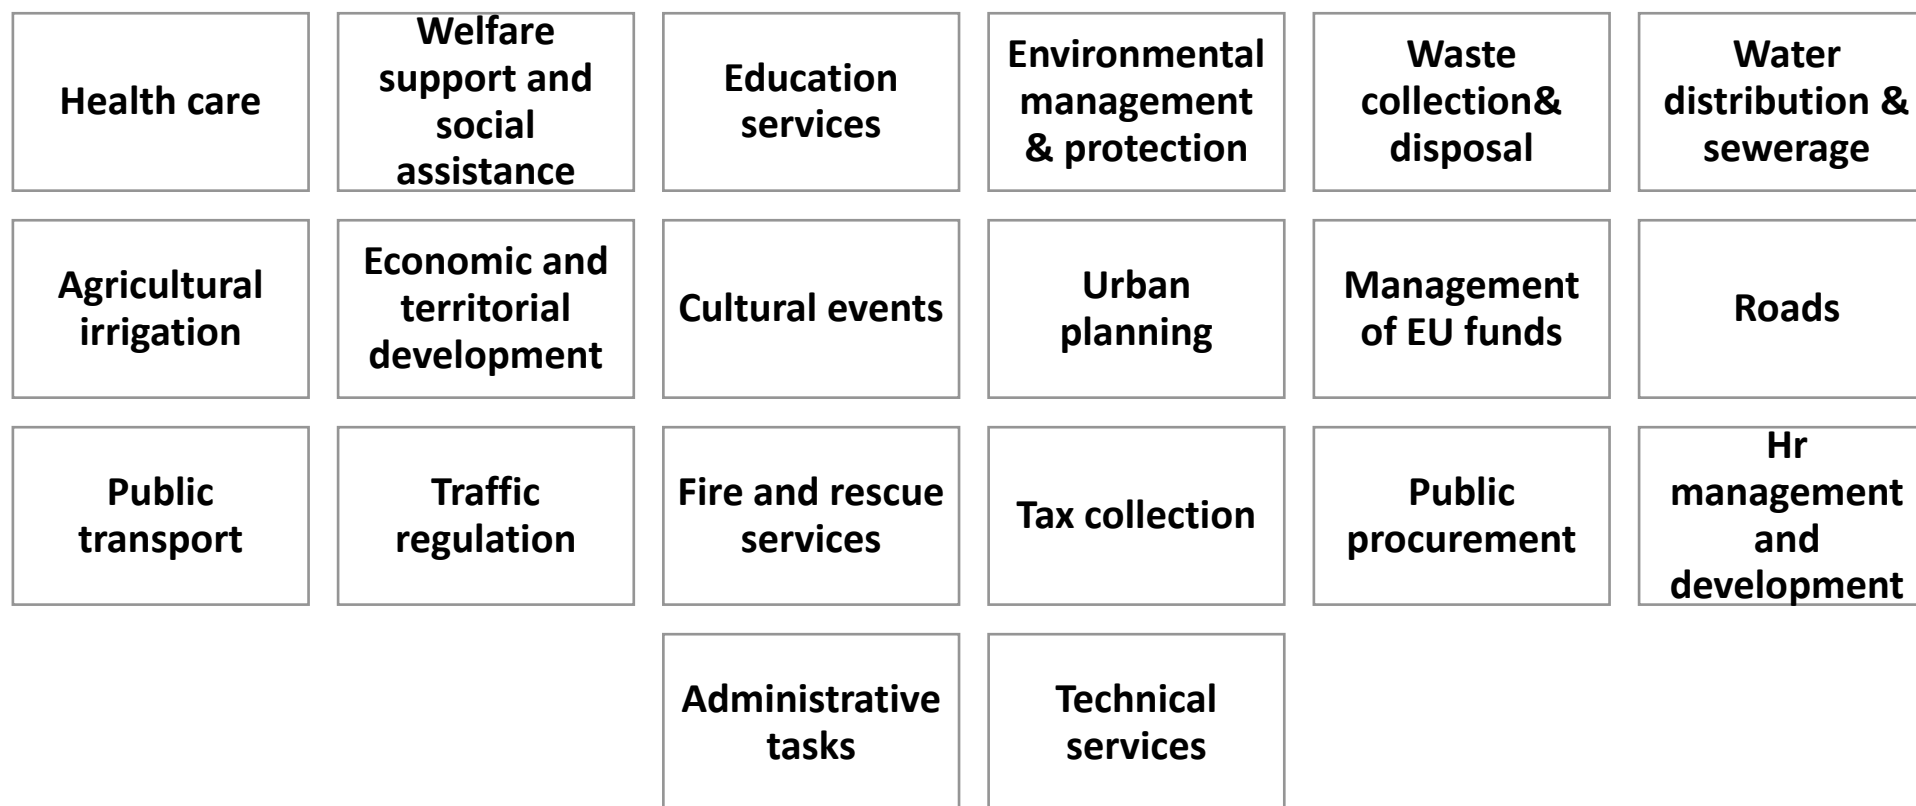 Health care
Welfare
support and
social
assistance
Education
services
Environmental
management
& protection
Waste
collection&
disposal
Water
distribution &
sewerage
Agricultural
irrigation
Economic and
territorial
development
Cultural events
Urban
planning
Management
of EU funds
Roads
Public
transport
Traffic
regulation
Fire and rescue
services
Tax collection
Public
procurement
Hr
management
and
development
Administrative
tasks
Technical
services